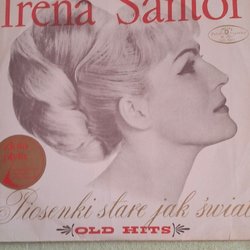 Irena Santor
Piosenki stare jak świat
(OLD HITS)